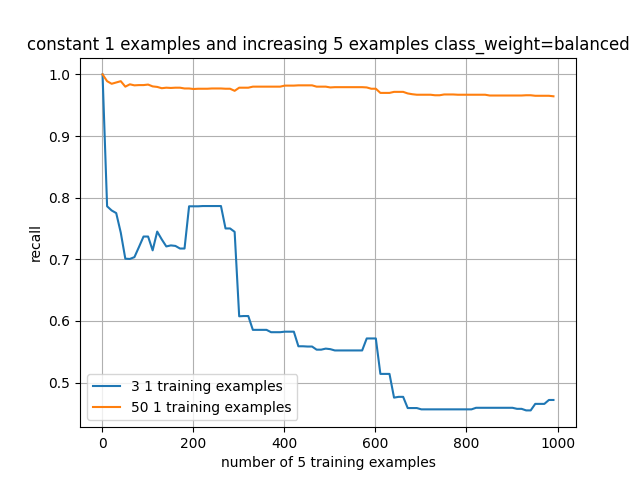 constant 1 examples and increasing 5 examples class_weight=balanced
1.0
0.9
0.8
0.7
0.6
0.5
recall
3 1 training examples
50 1 training examples
0 200 400 600 800 1000
number of 5 training examples